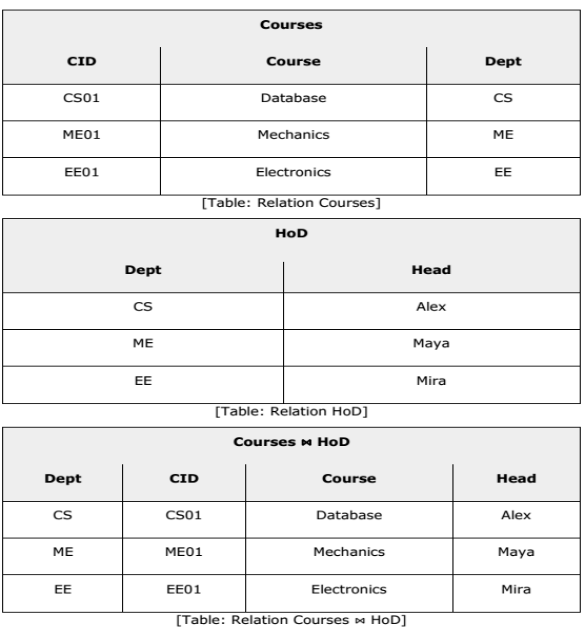 Courses
CID Course Dept
CS01 Database CS
ME01 Mechanics ME
EE01 Electronics EE
[Table: Relation Courses]
HoD
Dept Head
CS Alex
ME Maya
EE Mira
[Table: Relation HoD]
Courses ⋈ HoD
Dept CID Course Head
CS CS01 Database Alex
ME ME01 Mechanics Maya
EE EE01 Electronics Mira
[Table: Relation Courses ⋈ HoD]